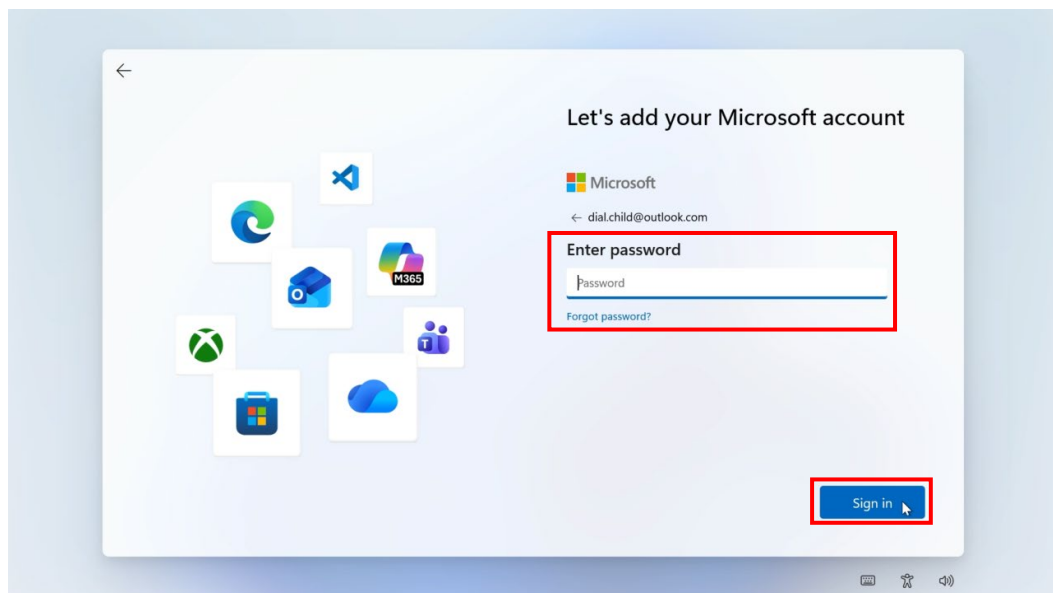 Let's add your Microsoft account
Microsoft
← dial.child@outlook.com
Enter password
Password
Forgot password?
M365
Sign in